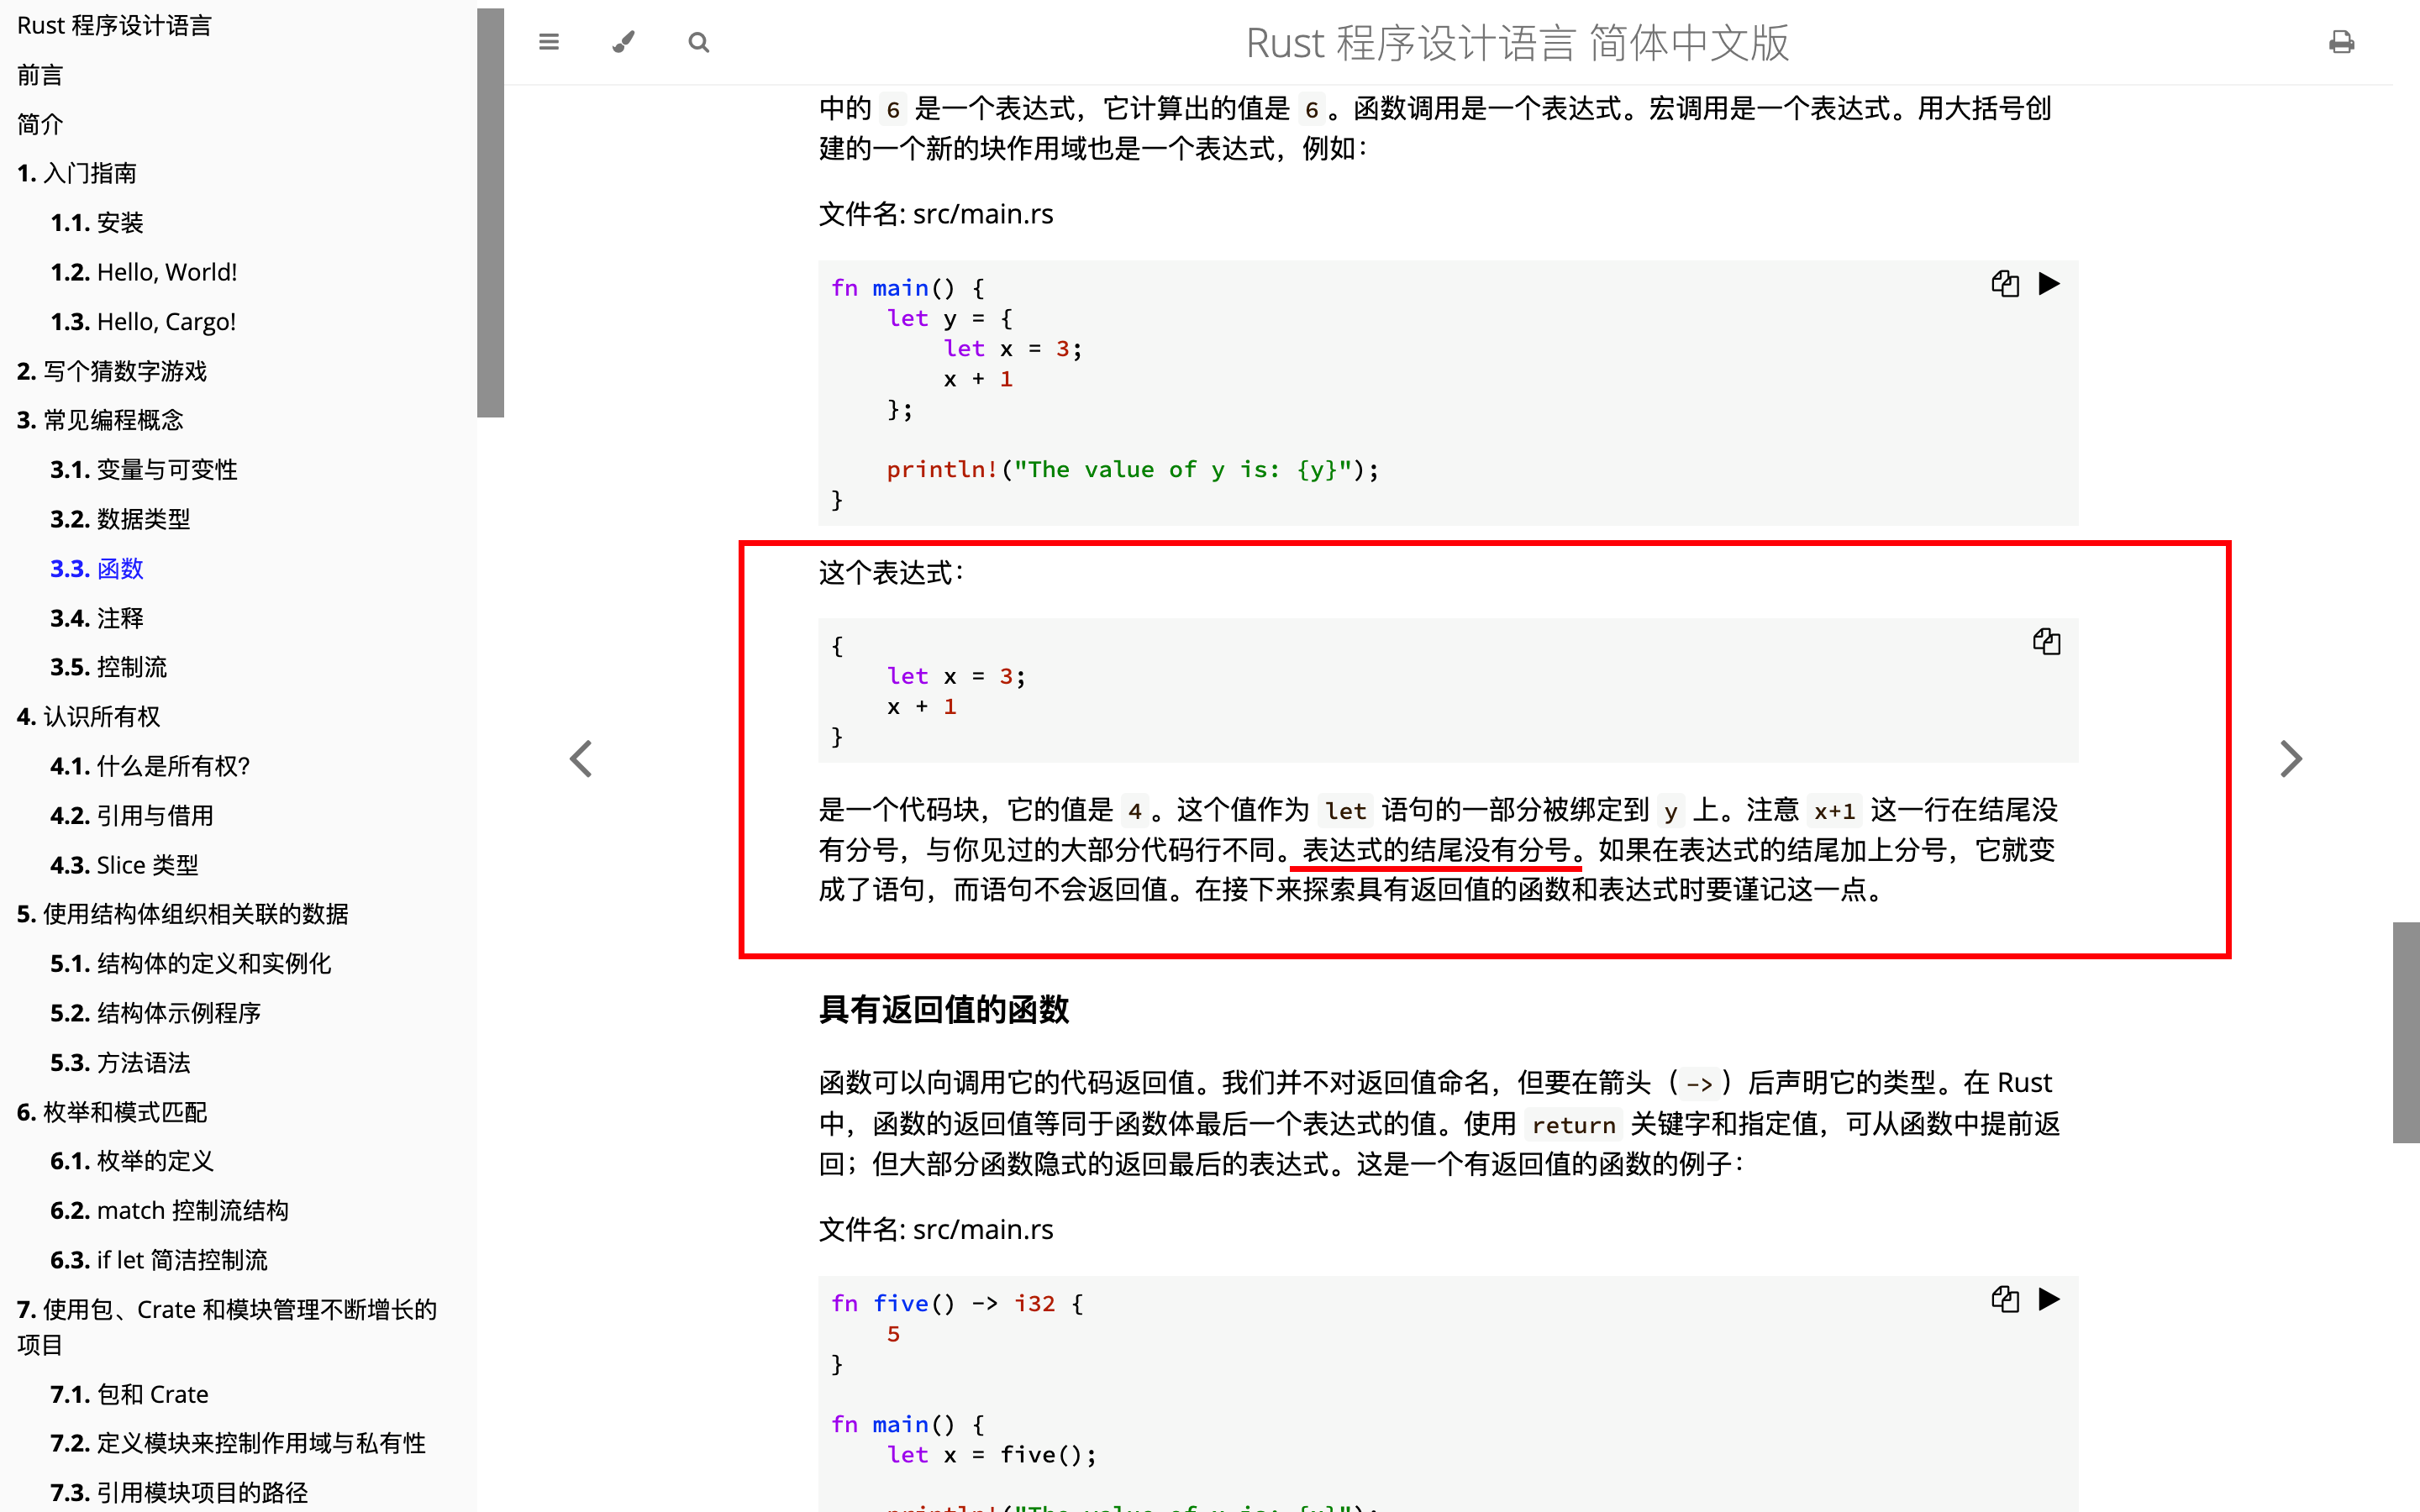 Rust 程序设计语言
前言
简介
1. 入门指南
1.1. 安装
1.2. Hello, World!
1.3. Hello, Cargo!
2. 写个猜数字游戏
3. 常见编程概念
3.1. 变量与可变性
3.2. 数据类型
3.3. 函数
3.4. 注释
3.5. 控制流
4. 认识所有权
4.1. 什么是所有权？
4.2. 引用与借用
4.3. Slice 类型
5. 使用结构体组织相关联的数据
5.1. 结构体的定义和实例化
5.2. 结构体示例程序
5.3. 方法语法
6. 枚举和模式匹配
6.1. 枚举的定义
6.2. match 控制流结构
6.3. if let 简洁控制流
7. 使用包、Crate 和模块管理不断增长的
项目
7.1. 包和 Crate
7.2. 定义模块来控制作用域与私有性
7.3. 引用模块项目的路径
Rust 程序设计语言 简体中文版
中的 6 是一个表达式，它计算出的值是 6。函数调用是一个表达式。宏调用是一个表达式。用大括号创
建的一个新的块作用域也是一个表达式，例如：
文件名: src/main.rs
fn main() {
    let y = {
        let x = 3;
        x + 1
    };
    println!("The value of y is: {y}");
}
这个表达式：
{
    let x = 3;
    x + 1
}
是一个代码块，它的值是 4。这个值作为 let 语句的一部分被绑定到 y 上。注意 x+1 这一行在结尾没
有分号，与你见过的大部分代码行不同。表达式的结尾没有分号。如果在表达式的结尾加上分号，它就变
成了语句，而语句不会返回值。在接下来探索具有返回值的函数和表达式时要谨记这一点。
具有返回值的函数
函数可以向调用它的代码返回值。我们并不对返回值命名，但要在箭头（->）后声明它的类型。在 Rust
中，函数的返回值等同于函数体最后一个表达式的值。使用 return 关键字和指定值，可从函数中提前返
回；但大部分函数隐式的返回最后的表达式。这是一个有返回值的函数的例子：
文件名: src/main.rs
fn five() -> i32 {
    5
}
fn main() {
    let x = five();
    println!("The value of x is: {x}");